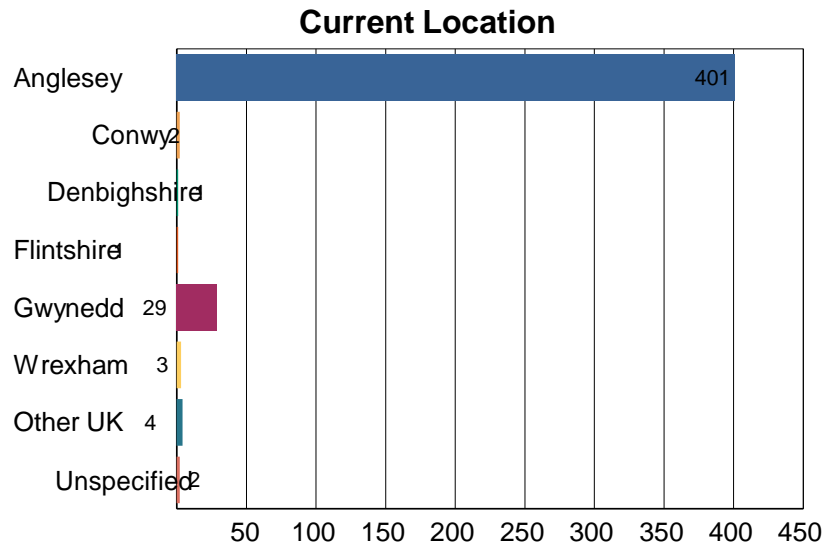 Current Location
Anglesey 401
Conwy 2
Denbighshire 1
Flintshire 1
Gwynedd 29
Wrexham 3
Other UK 4
Unspecified 2
50 100 150 200 250 300 350 400 450